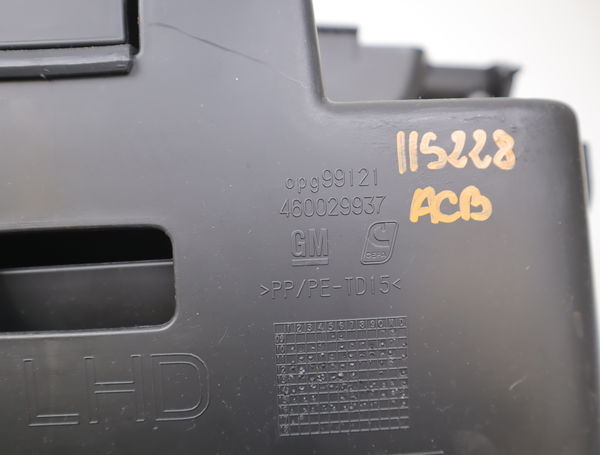 115228
opg99121
460029937
ACB
GM
>PP/PE-TD15<
LHD